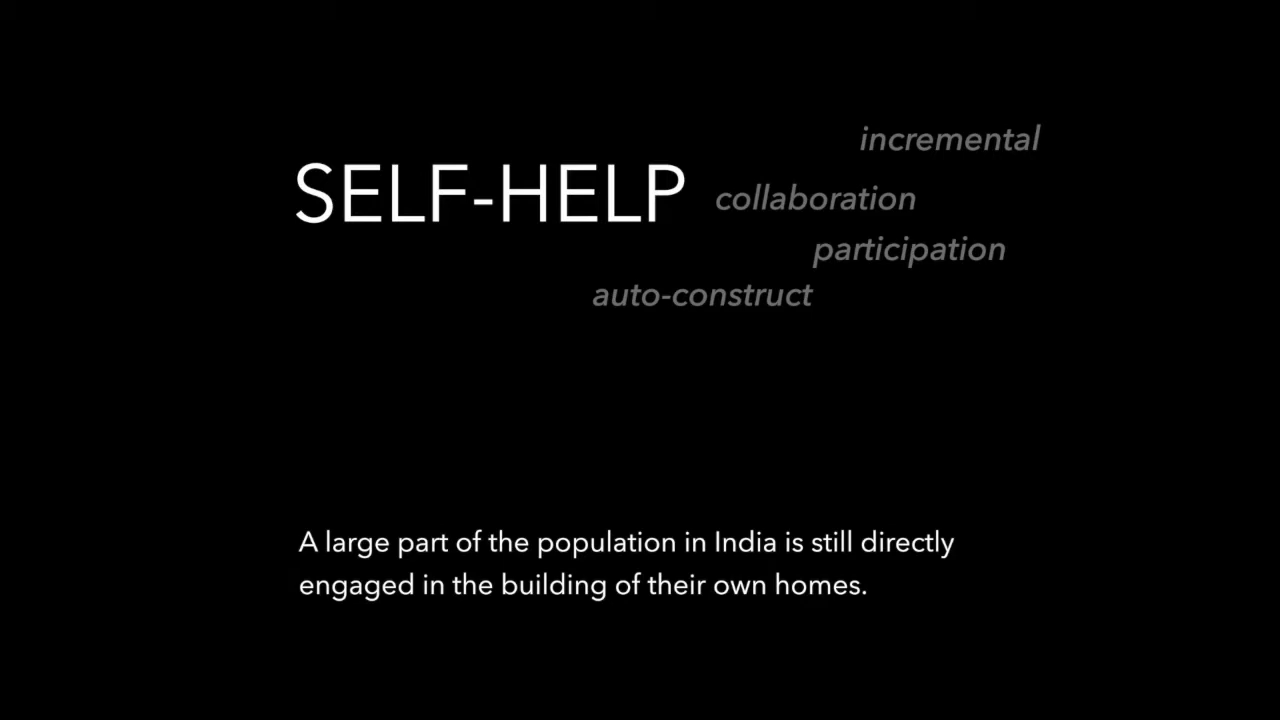 incremental
SELF-HELP
collaboration
participation
auto-construct
A large part of the population in India is still directly
engaged in the building of their own homes.